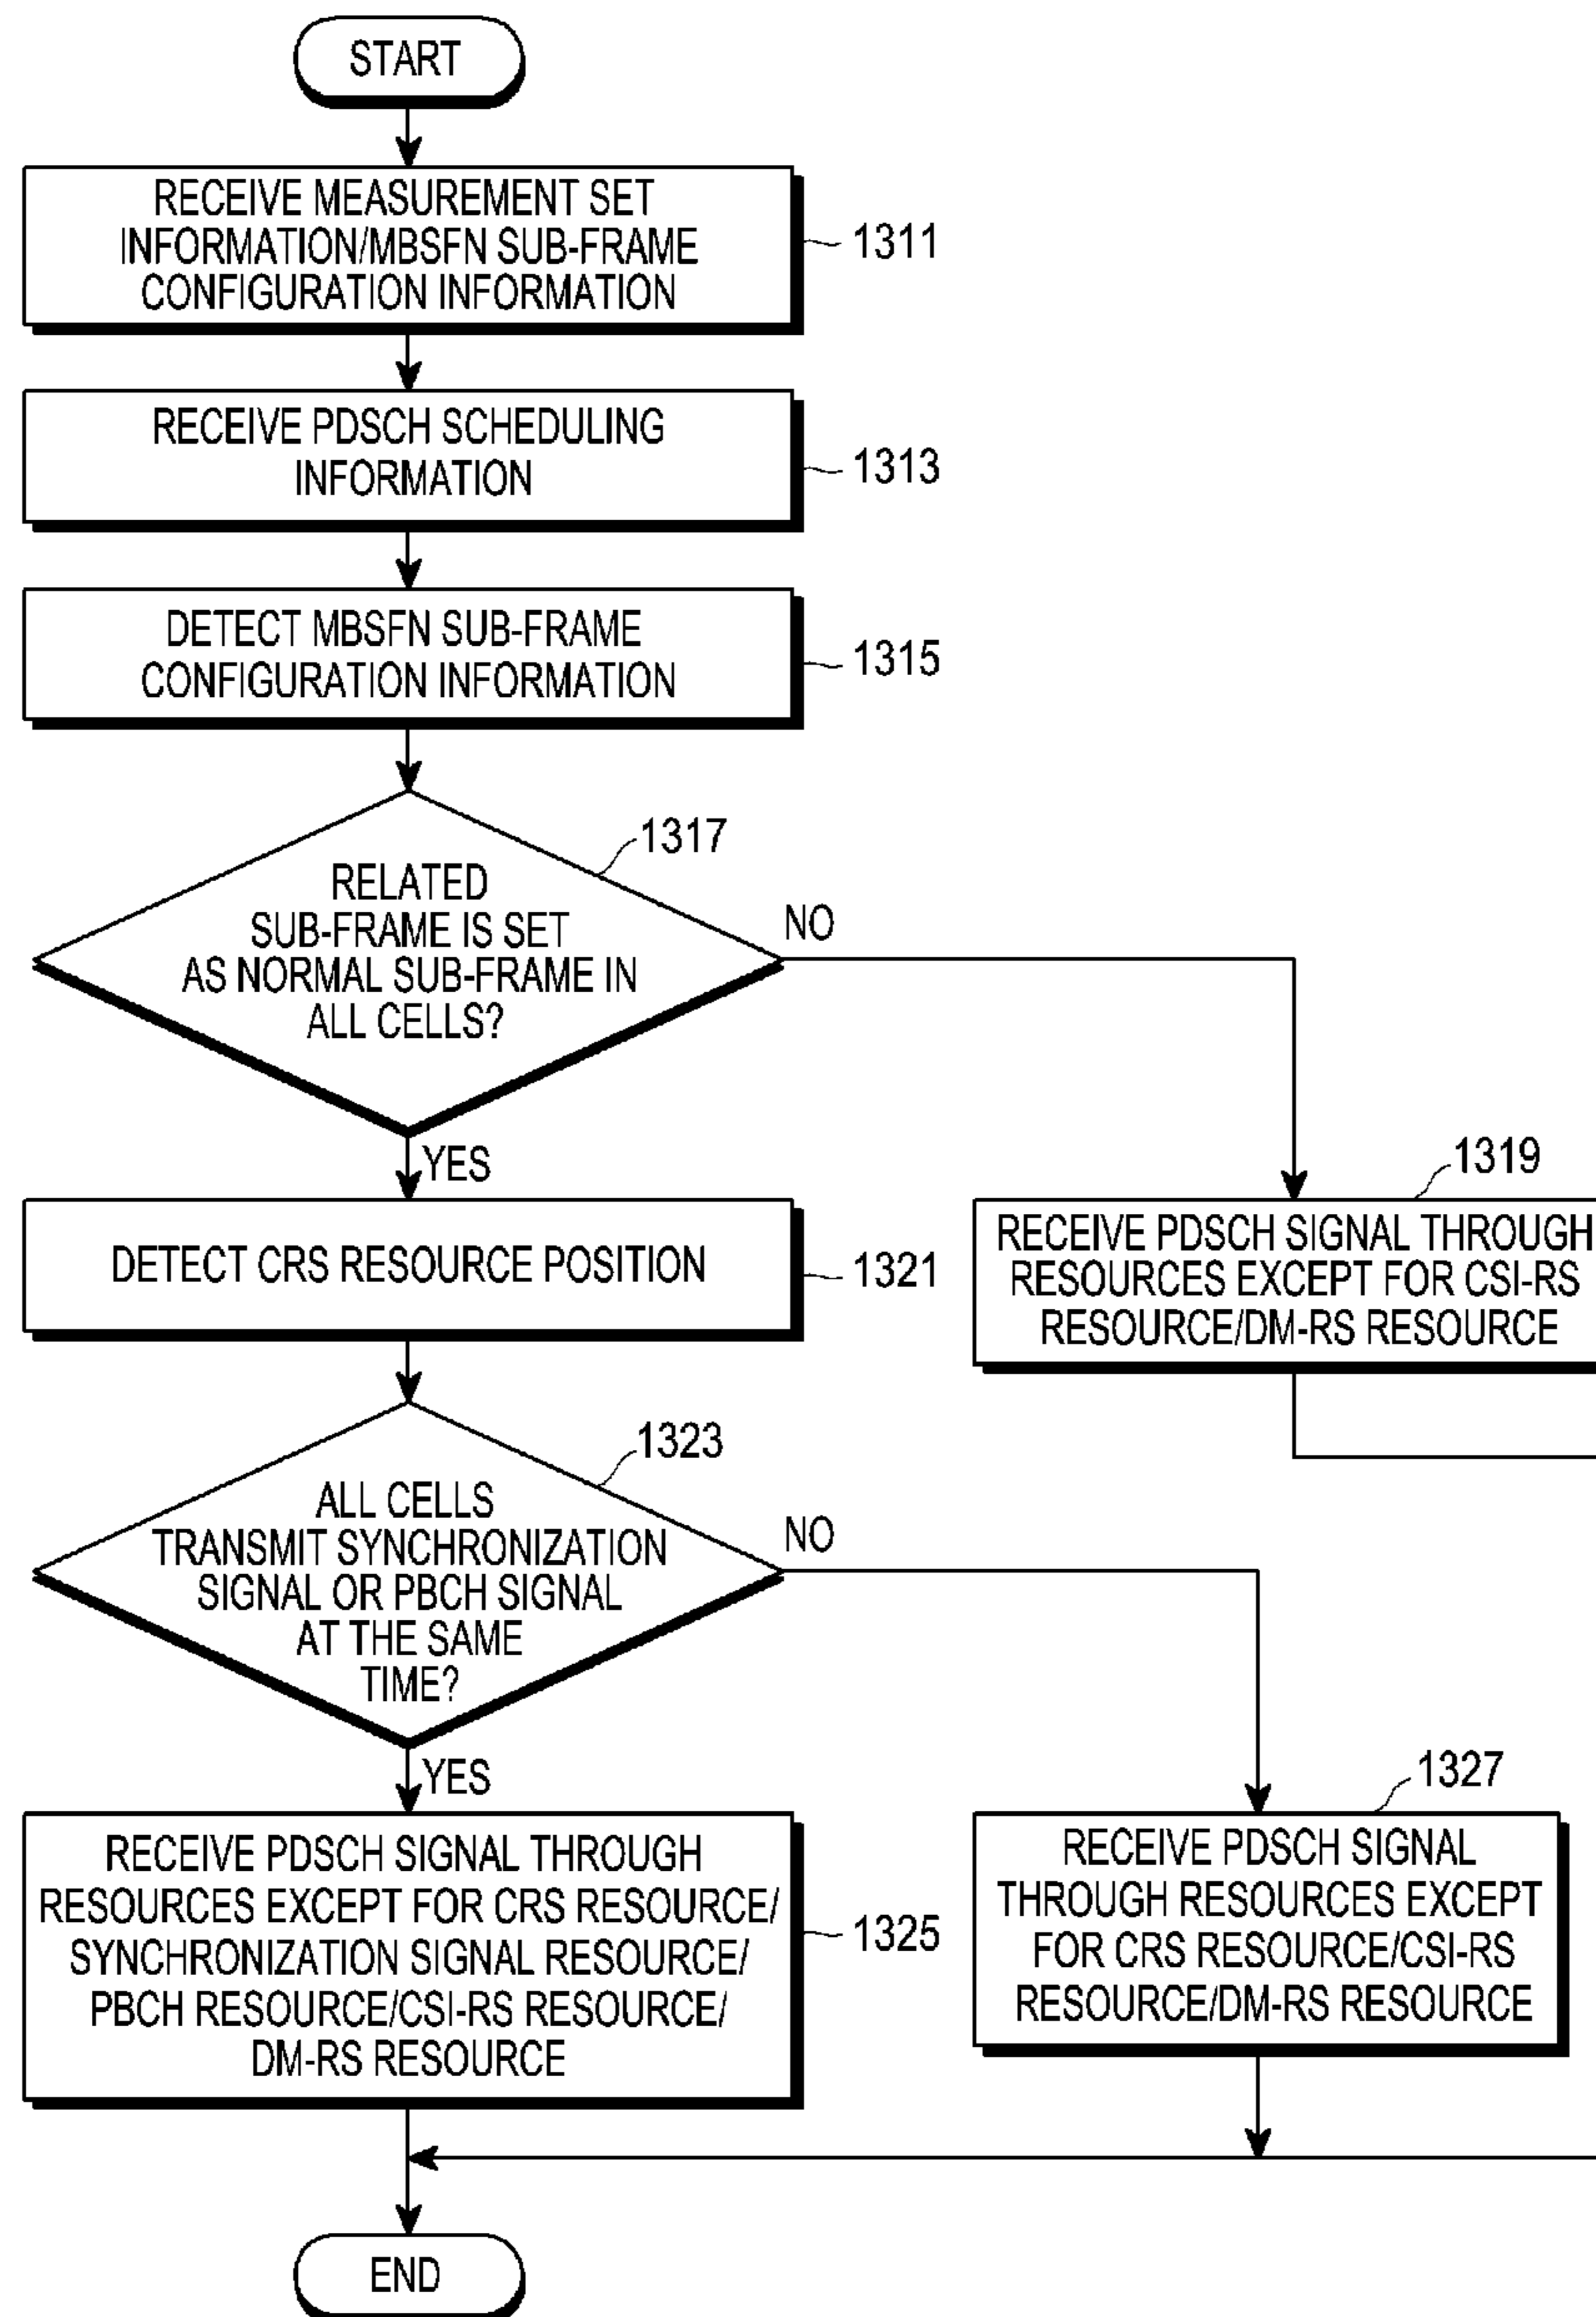 START
RECEIVE MEASUREMENT SET
INFORMATION/MBSFN SUB-FRAME
CONFIGURATION INFORMATION
1311
RECEIVE PDSCH SCHEDULING
INFORMATION
1313
DETECT MBSFN SUB-FRAME
CONFIGURATION INFORMATION
1315
1317
RELATED
SUB-FRAME IS SET
AS NORMAL SUB-FRAME IN
ALL CELLS?
NO
YES
1319
RECEIVE PDSCH SIGNAL THROUGH
RESOURCES EXCEPT FOR CSI-RS
RESOURCE/DM-RS RESOURCE
DETECT CRS RESOURCE POSITION
1321
1323
ALL CELLS
TRANSMIT SYNCHRONIZATION
SIGNAL OR PBCH SIGNAL
AT THE SAME
TIME?
NO
YES
1327
RECEIVE PDSCH SIGNAL THROUGH
RESOURCES EXCEPT FOR CRS RESOURCE/
SYNCHRONIZATION SIGNAL RESOURCE/
PBCH RESOURCE/CSI-RS RESOURCE/
DM-RS RESOURCE
1325
RECEIVE PDSCH SIGNAL
THROUGH RESOURCES EXCEPT
FOR CRS RESOURCE/CSI-RS
RESOURCE/DM-RS RESOURCE
END